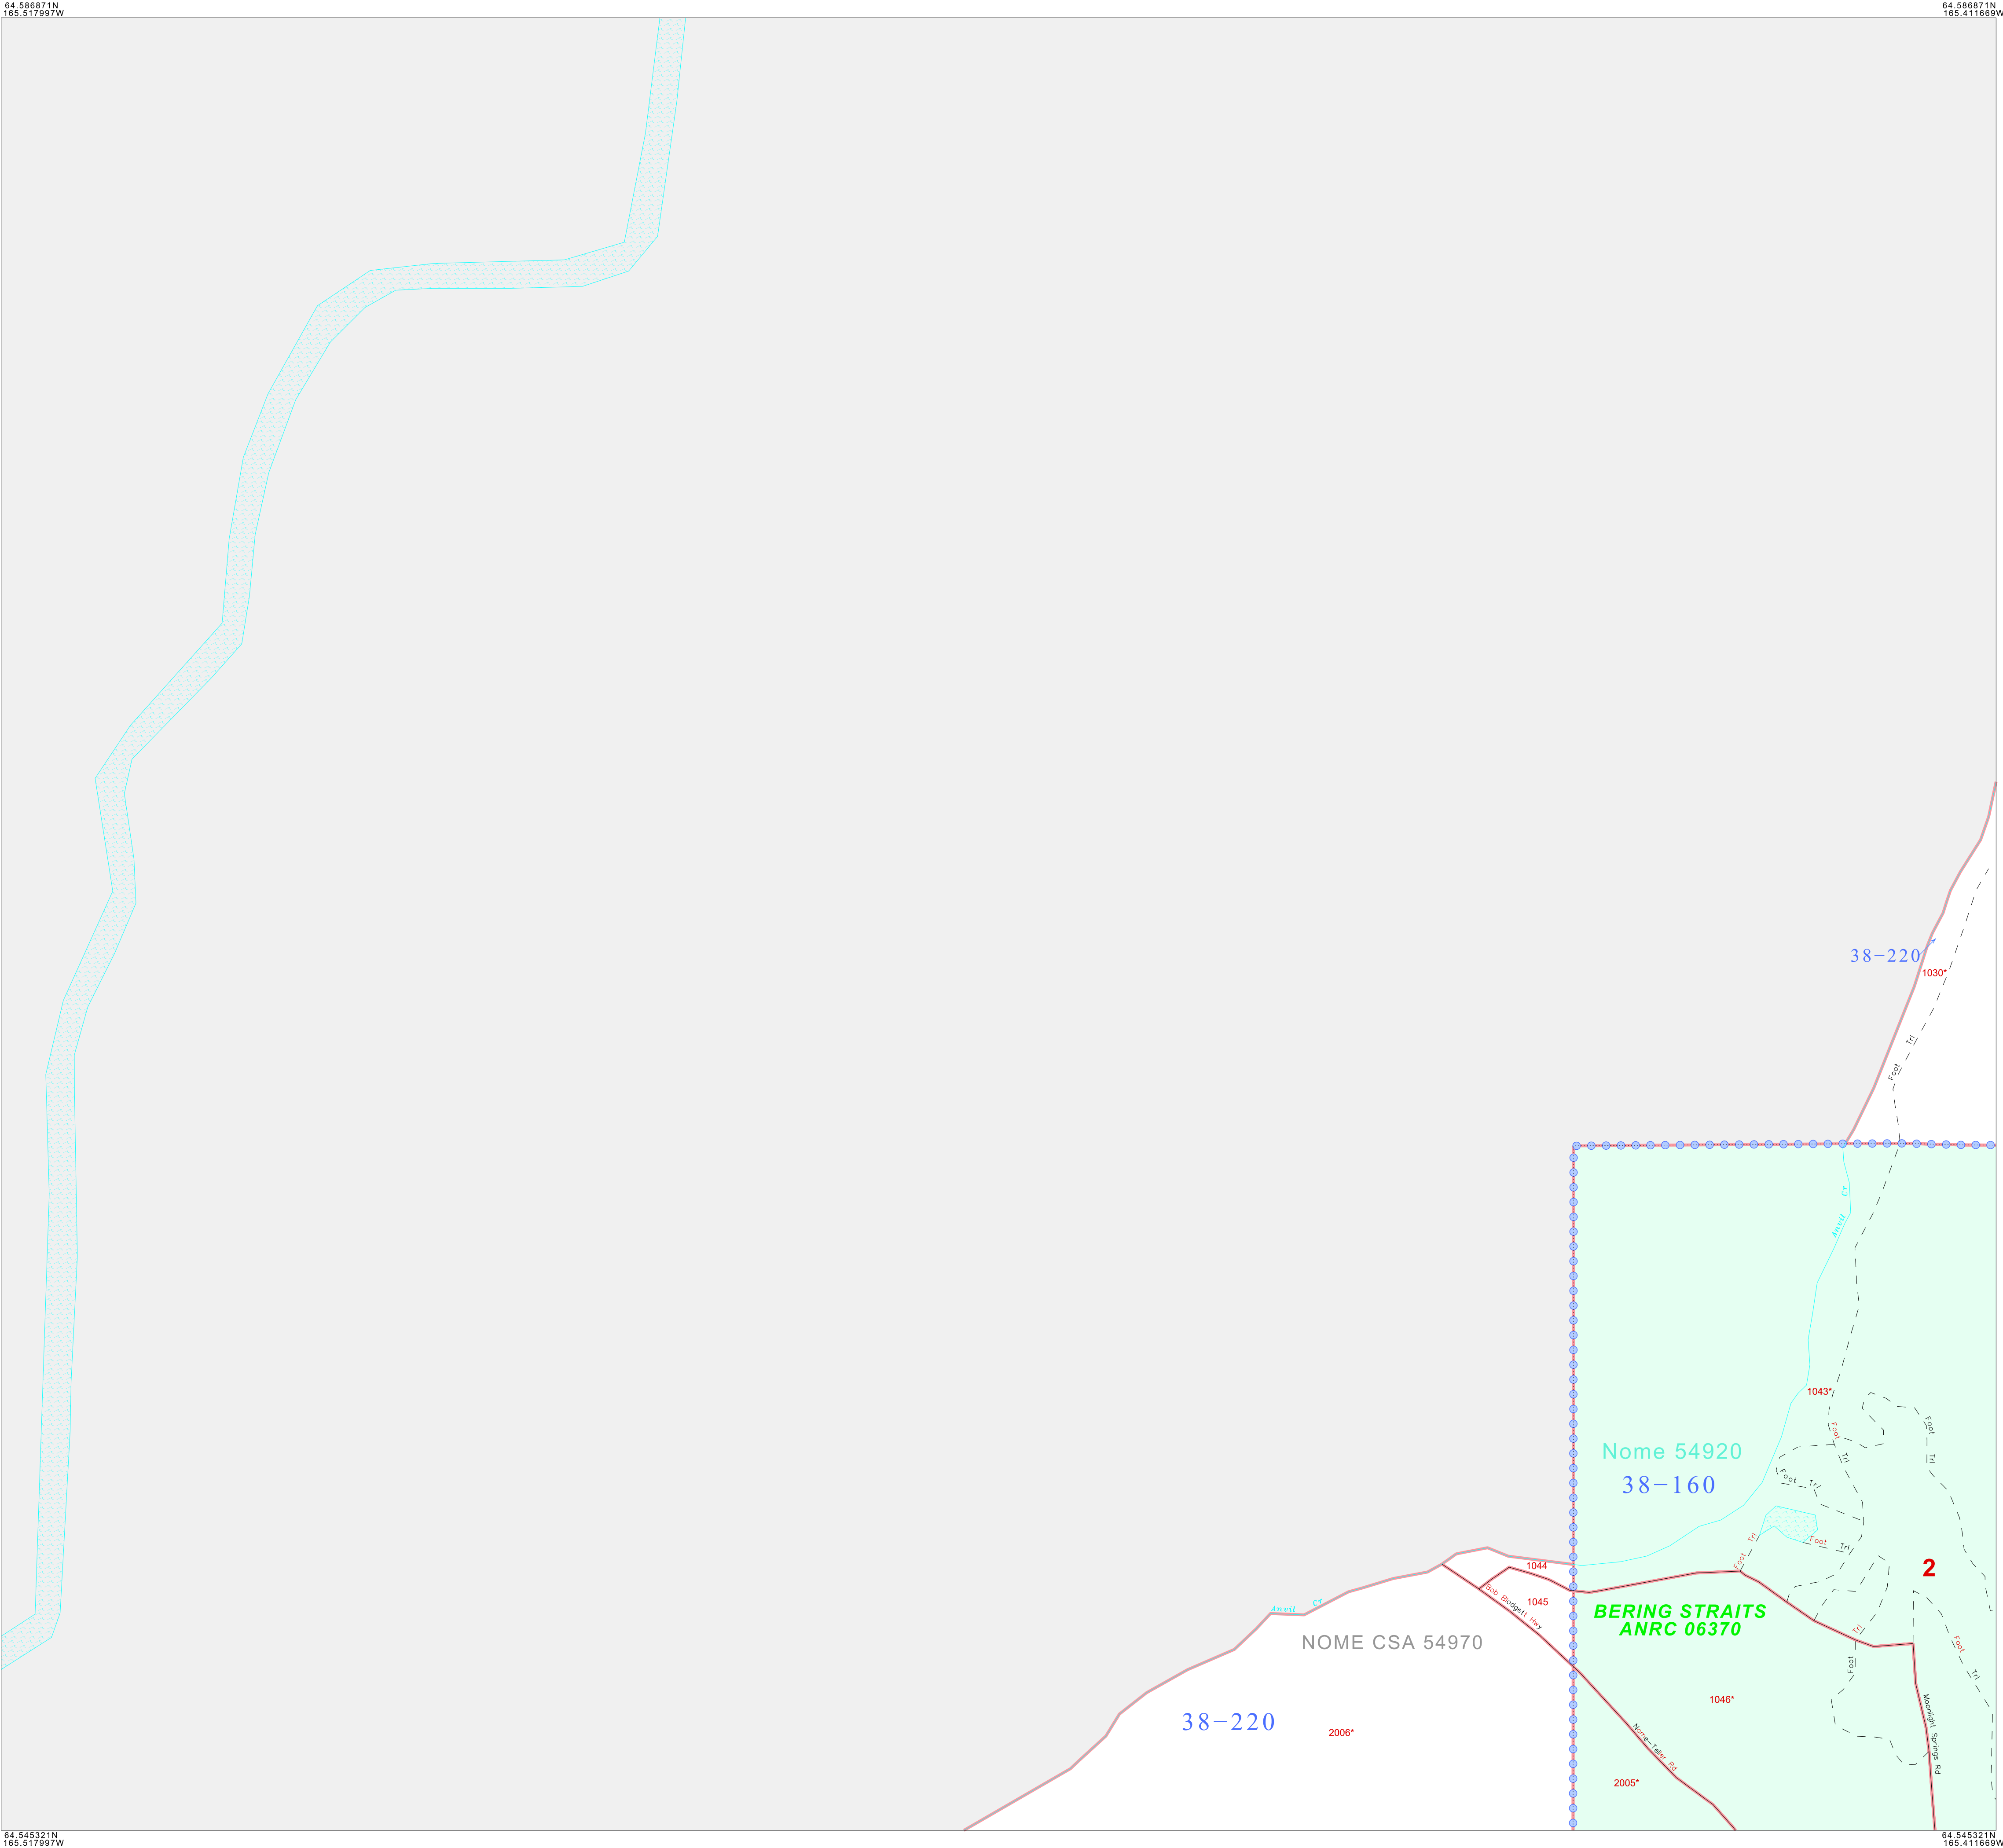 64.586871N
165.517997W
64.586871N
165.411669W
38-220
1030*
Foot Trl
Anvil Cr
1043*
Foot Trl
Foot Trl
Nome 54920
Foot Trl
38-160
Foot Trl
Foot Trl
1044
2
Bob Blodgett Hwy
1045
Anvil Cr
BERING STRAITS
ANRC 06370
NOME CSA 54970
Foot Trl
Foot Trl
1046*
Moonlight Springs Rd
38-220
2006*
Nome-Teller Rd
2005*
64.545321N
165.517997W
64.545321N
165.411669W